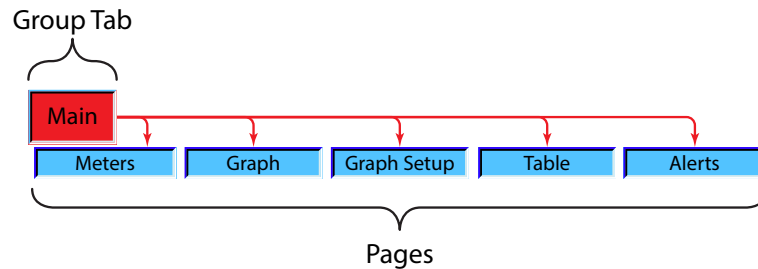 Group Tab
Main
Meters Graph Graph Setup Table Alerts
Pages